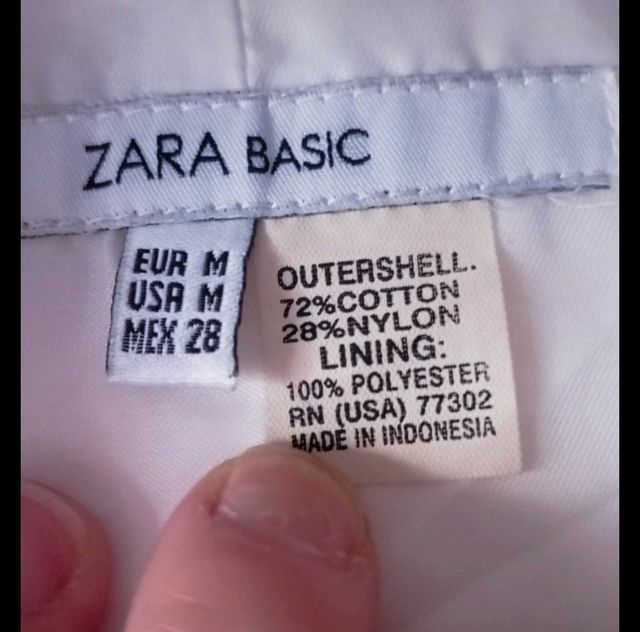 ZARA BASIC
EUR M
USA M
MEX 28
OUTERSHELL.
72%COTTON
28%NYLON
LINING:
100% POLYESTER
RN (USA) 77302
MADE IN INDONESIA